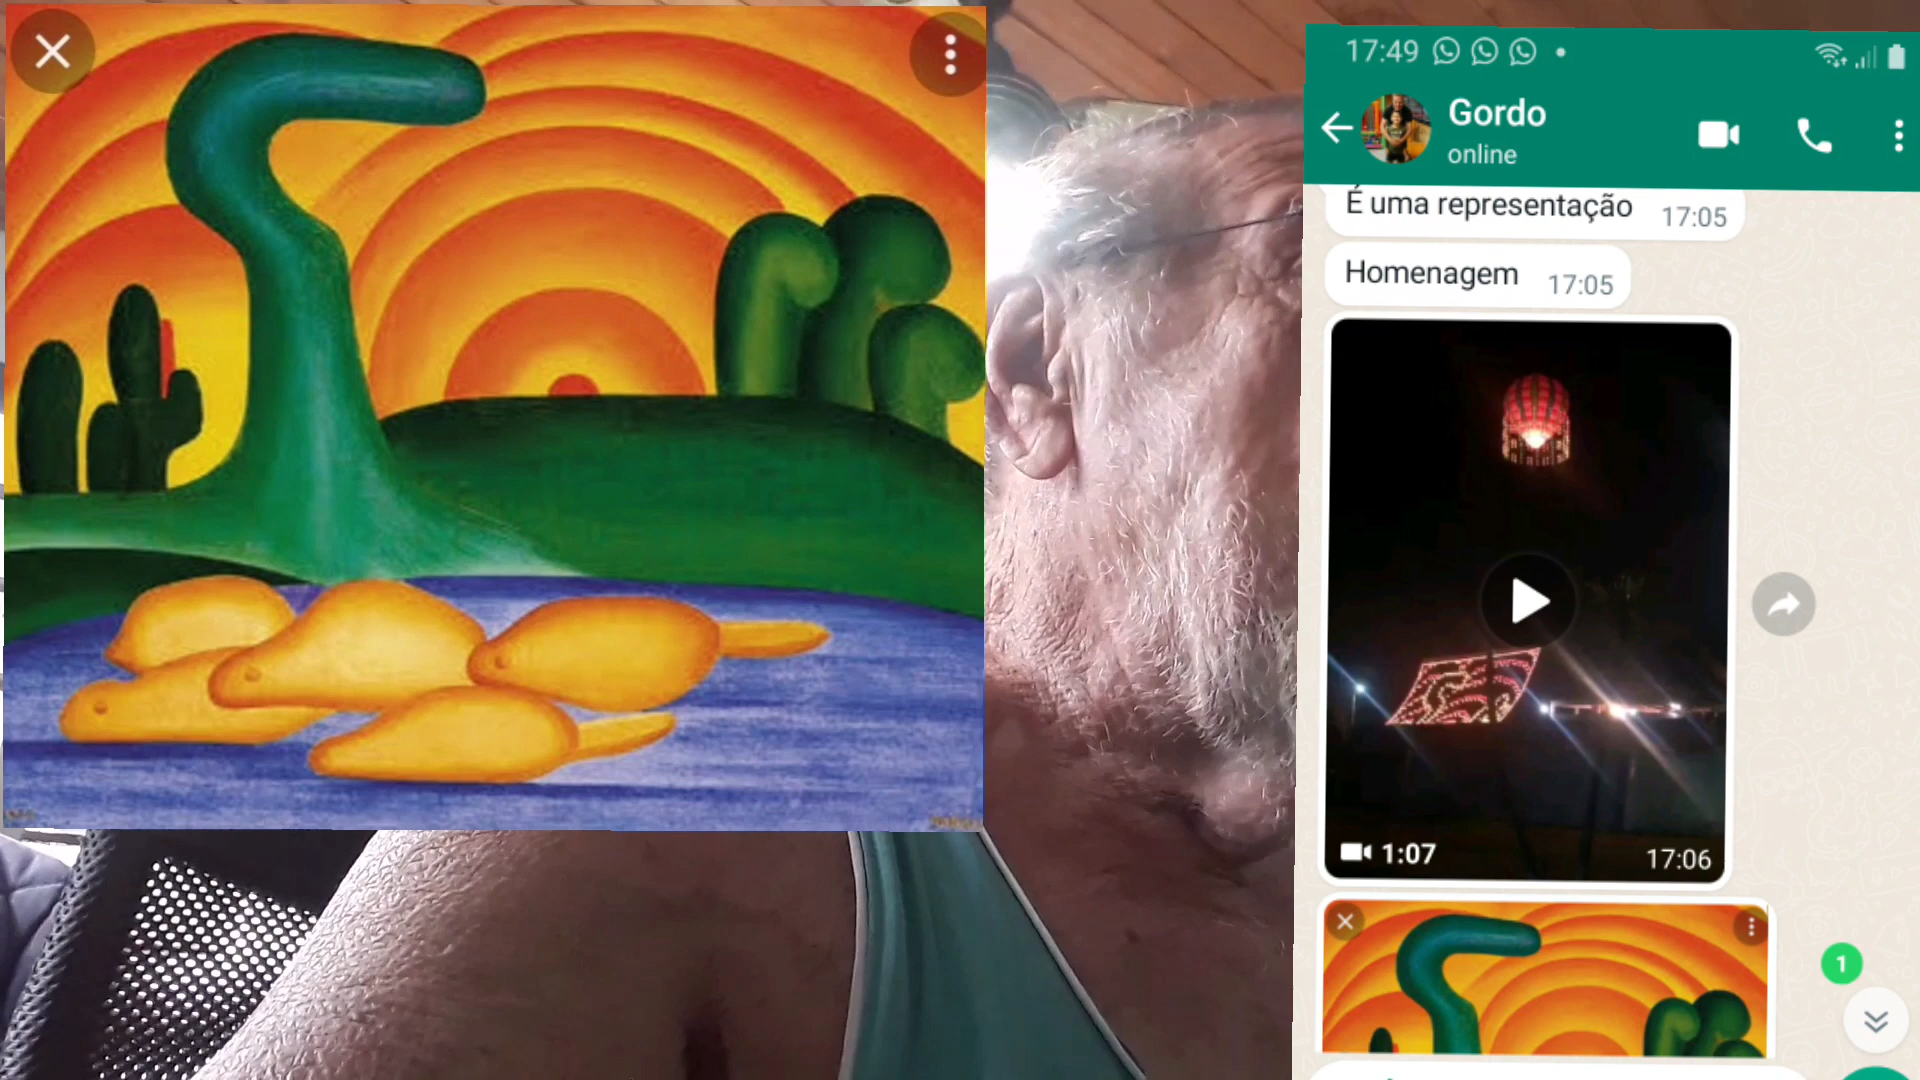 17:49
Gordo
online
É uma representação 17:05
Homenagem 17:05
1:07 17:06
1